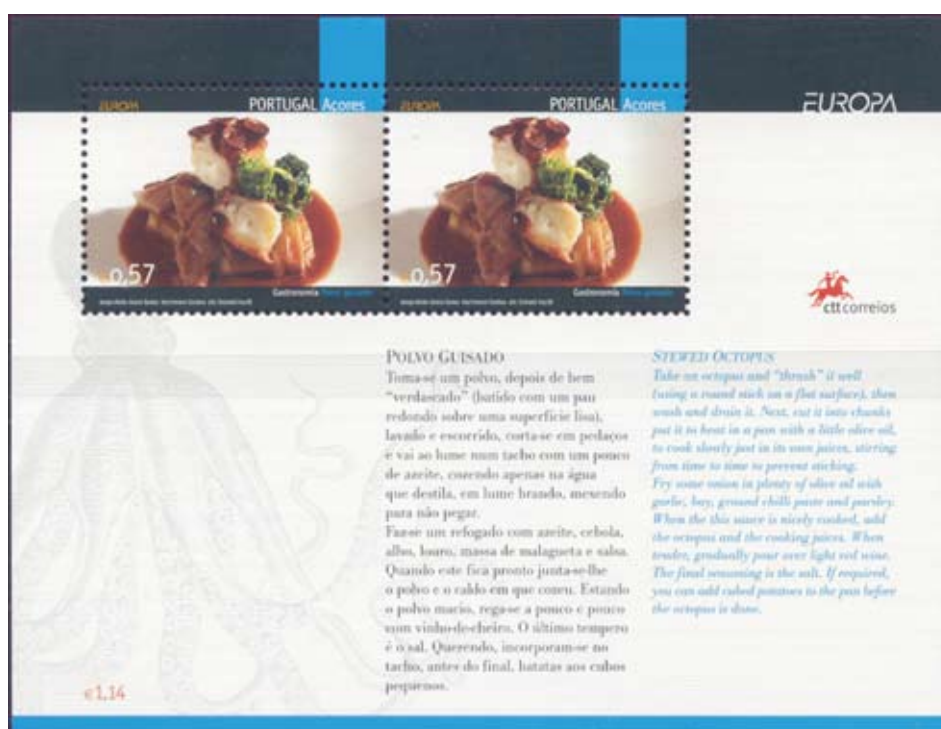 EUROPA
PORTUGAL Açores
EUROPA
PORTUGAL Açores
EUROPA
0,57
0,57
Gastronomia Polvo guisado
Gastronomia Polvo guisado
ctt correios
POLVO GUISADO
Toma-se um polvo, depois de bem
"verdascado" (batido com um pau
redondo sobre uma superfície lisa),
lavado e escorrido, corta-se em pedaços
e vai ao lume num tacho com um pouco
de azeite, cozendo apenas na água
que destila, em lume brando, mexendo
para não pegar.
Faz-se um refogado com azeite, cebola,
alho, louro, massa de malagueta e salsa.
Quando este fica pronto junta-se-lhe
o polvo e o caldo em que cozeu. Estando
o polvo macio, rega-se a pouco e pouco
com vinho-de-cheiro. O último tempero
é o sal. Querendo, incorporam-se no
tacho, antes do final, batatas aos cubos
pequenos.
STEWED OCTOPUS
Take an octopus and "thrash" it well
(using a round stick on a flat surface), then
wash and drain it. Next, cut it into chunks
put it to heat in a pan with a little olive oil,
to cook slowly just in its own juices, stirring
from time to time to prevent sticking.
Fry some onion in plenty of olive oil with
garlic, bay, ground chilli paste and parsley.
When the this sauce is nicely cooked, add
the octopus and the cooking juices. When
tender, gradually pour over light red wine.
The final seasoning is the salt. If required,
you can add cubed potatoes to the pan before
the octopus is done.
€1,14